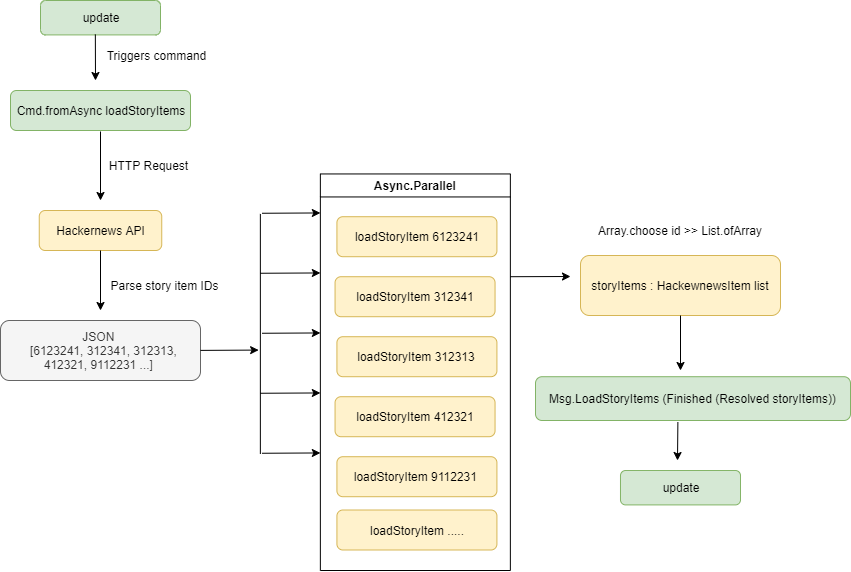 update
Triggers command
Cmd.fromAsync loadStoryItems
HTTP Request
Hackernews API
Parse story item IDs
JSON
[6123241, 312341, 312313,
412321, 9112231 ...]
Async.Parallel
loadStoryItem 6123241
loadStoryItem 312341
loadStoryItem 312313
loadStoryItem 412321
loadStoryItem 9112231
loadStoryItem .....
Array.choose id >> List.ofArray
storyItems : HackewnewsItem list
Msg.LoadStoryItems (Finished (Resolved storyItems))
update